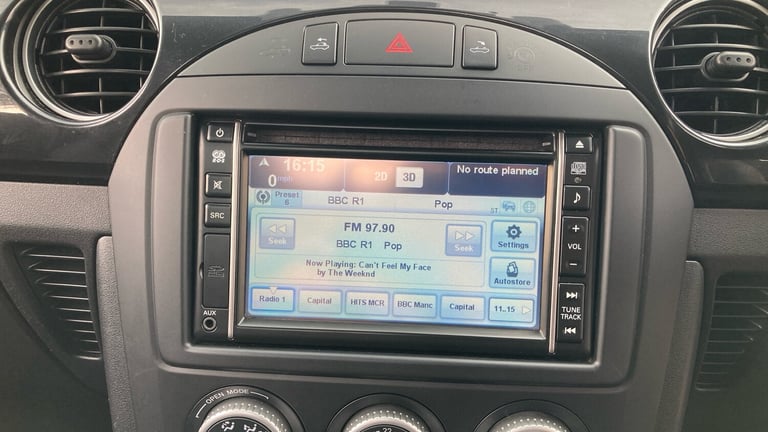 16:15
0 mph
2D 3D
No route planned
Preset 6
BBC R1 Pop
ST
FM 97.90
Seek
BBC R1 Pop
Seek
Settings
Now Playing: Can't Feel My Face
by The Weeknd
Autostore
Radio 1
Capital
HITS MCR
BBC Manc
Capital
11..15
SOS
SRC
AUX
VOL
TUNE
TRACK
OPEN MODE
22